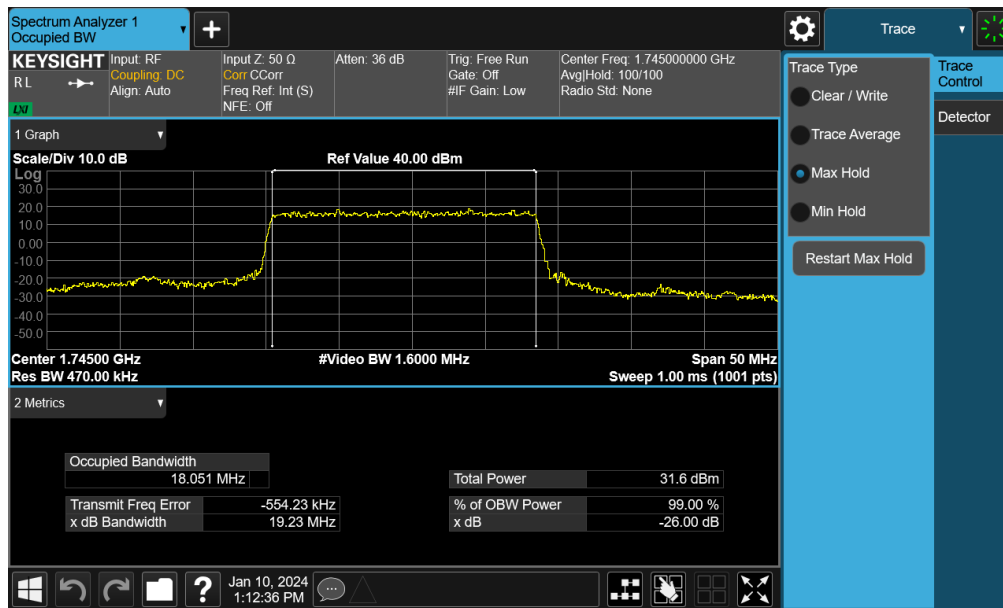 Spectrum Analyzer 1
Occupied BW
Trace
KEYSIGHT
R L
LXI
Input: RF
Coupling: DC
Align: Auto
Input Z: 50 Ω
Corr CCorr
Freq Ref: Int (S)
NFE: Off
Atten: 36 dB
Trig: Free Run
Gate: Off
#IF Gain: Low
Center Freq: 1.745000000 GHz
Avg|Hold: 100/100
Radio Std: None
Trace Type
Clear / Write
Trace Average
Max Hold
Min Hold
Restart Max Hold
Trace
Control
Detector
1 Graph
Scale/Div 10.0 dB
Ref Value 40.00 dBm
Log
30.0
20.0
10.0
0.00
-10.0
-20.0
-30.0
-40.0
-50.0
Center 1.74500 GHz
#Video BW 1.6000 MHz
Span 50 MHz
Res BW 470.00 kHz
Sweep 1.00 ms (1001 pts)
2 Metrics
Occupied Bandwidth
18.051 MHz
Total Power 31.6 dBm
Transmit Freq Error -554.23 kHz
% of OBW Power 99.00 %
x dB Bandwidth 19.23 MHz
x dB -26.00 dB
?
Jan 10, 2024
1:12:36 PM